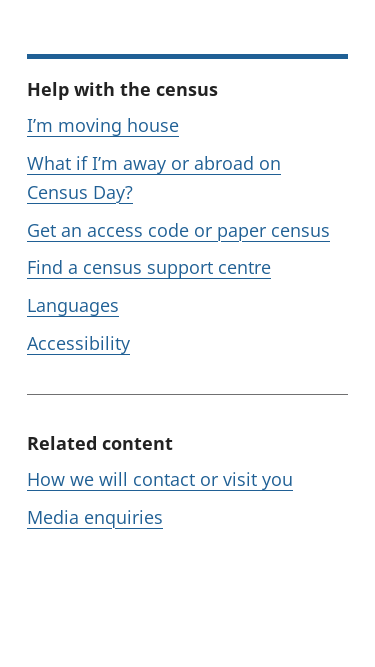 Help with the census
I’m moving house
What if I’m away or abroad on
Census Day?
Get an access code or paper census
Find a census support centre
Languages
Accessibility
Related content
How we will contact or visit you
Media enquiries